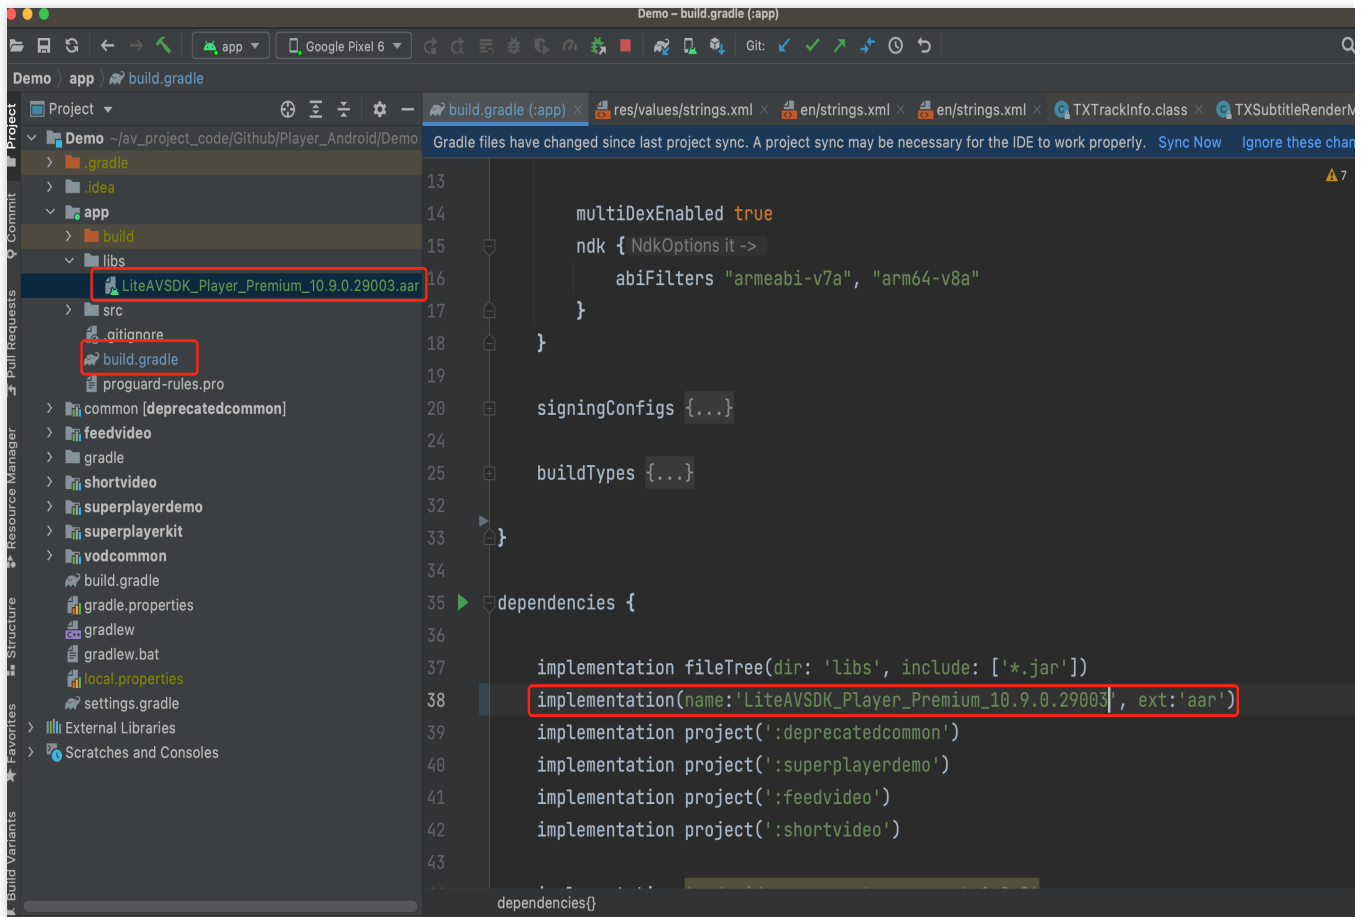 Demo – build.gradle (:app)
app
Google Pixel 6
Git:
Demo
app
build.gradle
Project
build.gradle (:app)
res/values/strings.xml
en/strings.xml
en/strings.xml
TXTrackInfo.class
TXSubtitleRenderM
Gradle files have changed since last project sync. A project sync may be necessary for the IDE to work properly. Sync Now Ignore these chan
7
Project
Commit
Pull Requests
Resource Manager
Structure
Favorites
Build Variants
Demo ~/av_project_code/Github/Player_Android/Demo
.gradle
.idea
app
build
libs
LiteAVSDK_Player_Premium_10.9.0.29003.aar
src
.gitignore
build.gradle
proguard-rules.pro
common [deprecatedcommon]
feedvideo
gradle
shortvideo
superplayerdemo
superplayerkit
vodcommon
build.gradle
gradle.properties
gradlew
gradlew.bat
local.properties
settings.gradle
External Libraries
Scratches and Consoles
13
14 multiDexEnabled true
15 ndk { NdkOptions it ->
16 abiFilters "armeabi-v7a", "arm64-v8a"
17 }
18 }
19
20 signingConfigs {...}
24
25 buildTypes {...}
32
33 }
34
35 dependencies {
36
37 implementation fileTree(dir: 'libs', include: ['*.jar'])
38 implementation(name:'LiteAVSDK_Player_Premium_10.9.0.29003', ext:'aar')
39 implementation project(':deprecatedcommon')
40 implementation project(':superplayerdemo')
41 implementation project(':feedvideo')
42 implementation project(':shortvideo')
43
dependencies{}